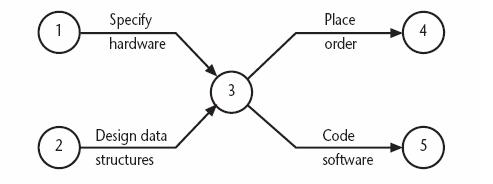 1
Specify
hardware
Place
order
4
3
2
Design data
structures
Code
software
5